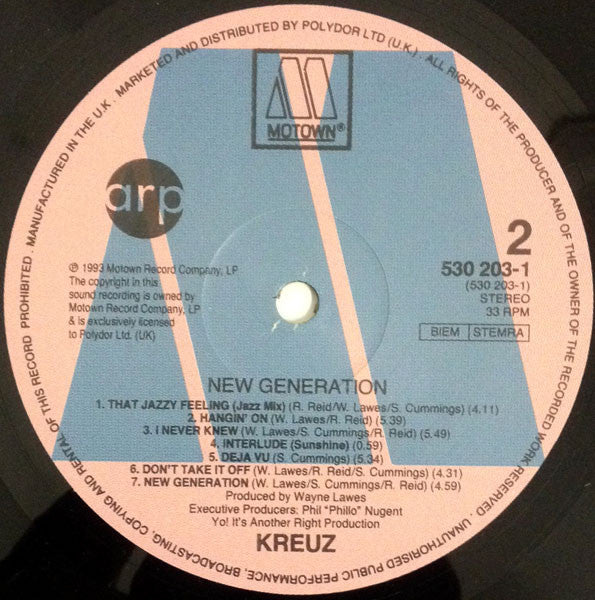 MANUFACTURED IN THE U.K. . MARKETED AND DISTRIBUTED BY POLYDOR LTD (U.K.) . ALL RIGHTS OF THE PRODUCER AND OF THE OWNER OF THE RECORDED WORK RESERVED . UNAUTHORISED PUBLIC PERFORMANCE, BROADCASTING, COPYING AND RENTAL OF THIS RECORD PROHIBITED .
MOTOWN®
arp
2
530 203-1
(530 203-1)
STEREO
33 RPM
BIEM STEMRA
℗ 1993 Motown Record Company, LP
The copyright in this
sound recording is owned by
Motown Record Company, LP
& is exclusively licensed
to Polydor Ltd. (UK)
NEW GENERATION
1. THAT JAZZY FEELING (Jazz Mix) (R. Reid/W. Lawes/S. Cummings) (4.11)
2. HANGIN' ON (W. Lawes/R. Reid) (5.39)
3. I NEVER KNEW (W. Lawes/S. Cummings/R. Reid) (5.49)
4. INTERLUDE (Sunshine) (0.59)
5. DEJA VU (S. Cummings) (5.34)
6. DON'T TAKE IT OFF (W. Lawes/R. Reid/S. Cummings) (4.31)
7. NEW GENERATION (W. Lawes/R. Reid/S. Cummings) (4.59)
Produced by Wayne Lawes
Executive Producers: Phil "Phillo" Nugent
Yo! It's Another Right Production
KREUZ